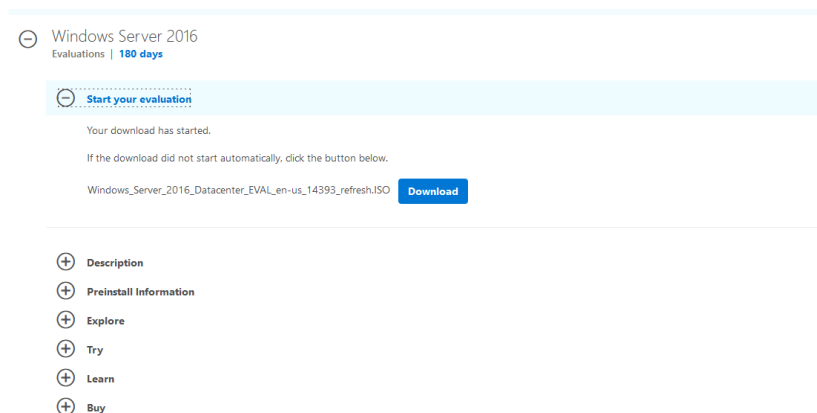 Windows Server 2016
Evaluations | 180 days
Start your evaluation
Your download has started.
If the download did not start automatically, click the button below.
Windows_Server_2016_Datacenter_EVAL_en-us_14393_refresh.ISO Download
Description
Preinstall Information
Explore
Try
Learn
Buy